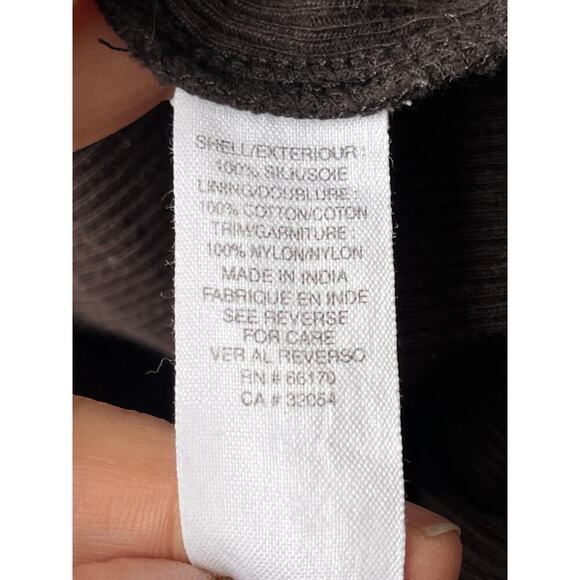 SHELL/EXTERIOUR :
100% SILK/SOIE
LINING/DOUBLURE :
100% COTTON/COTON
TRIM/GARNITURE :
100% NYLON/NYLON
MADE IN INDIA
FABRIQUE EN INDE
SEE REVERSE
FOR CARE
VER AL REVERSO
RN # 66170
CA # 32054